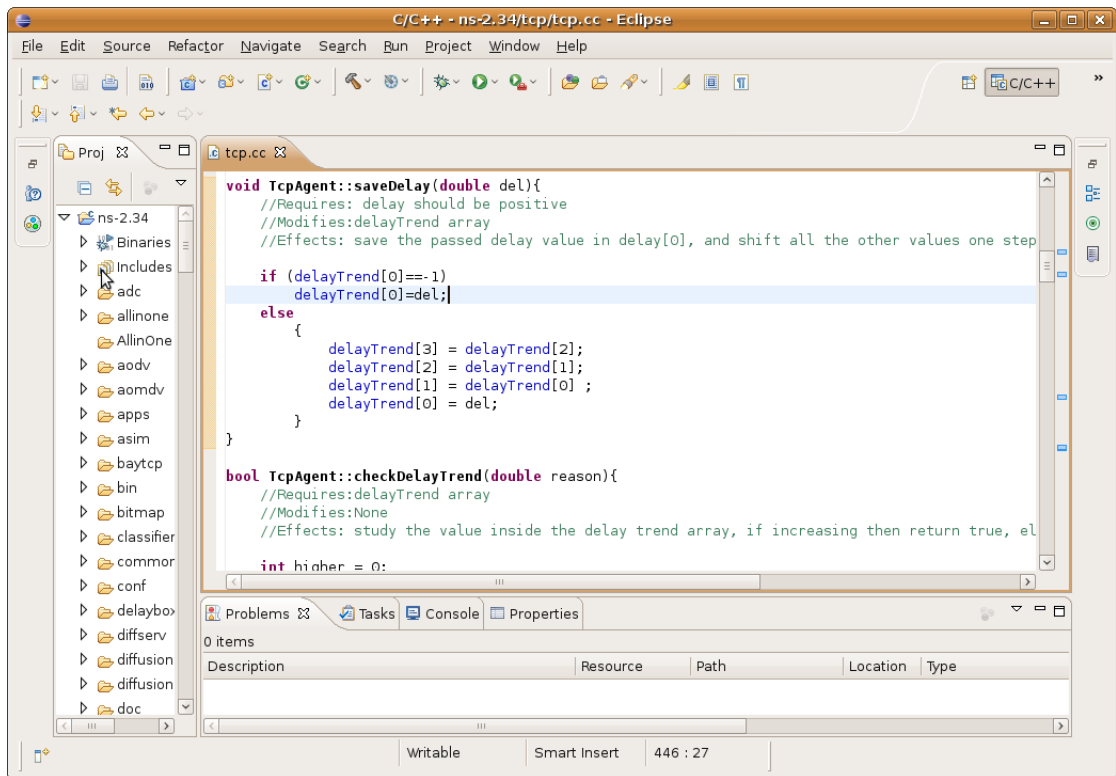 C/C++ - ns-2.34/tcp/tcp.cc - Eclipse
File Edit Source Refactor Navigate Search Run Project Window Help
010
C/C++
»
Proj
tcp.cc
ns-2.34
Binaries
Includes
adc
allinone
AllinOne
aodv
aomdv
apps
asim
baytcp
bin
bitmap
classifier
commor
conf
delaybox
diffserv
diffusion
diffusion
doc
void TcpAgent::saveDelay(double del){
//Requires: delay should be positive
//Modifies:delayTrend array
//Effects: save the passed delay value in delay[0], and shift all the other values one step
if (delayTrend[0]==-1)
delayTrend[0]=del;
else
{
delayTrend[3] = delayTrend[2];
delayTrend[2] = delayTrend[1];
delayTrend[1] = delayTrend[0] ;
delayTrend[0] = del;
}
}
bool TcpAgent::checkDelayTrend(double reason){
//Requires:delayTrend array
//Modifies:None
//Effects: study the value inside the delay trend array, if increasing then return true, el
int higher = 0;
Problems Tasks Console Properties
0 items
Description Resource Path Location Type
Writable Smart Insert 446 : 27